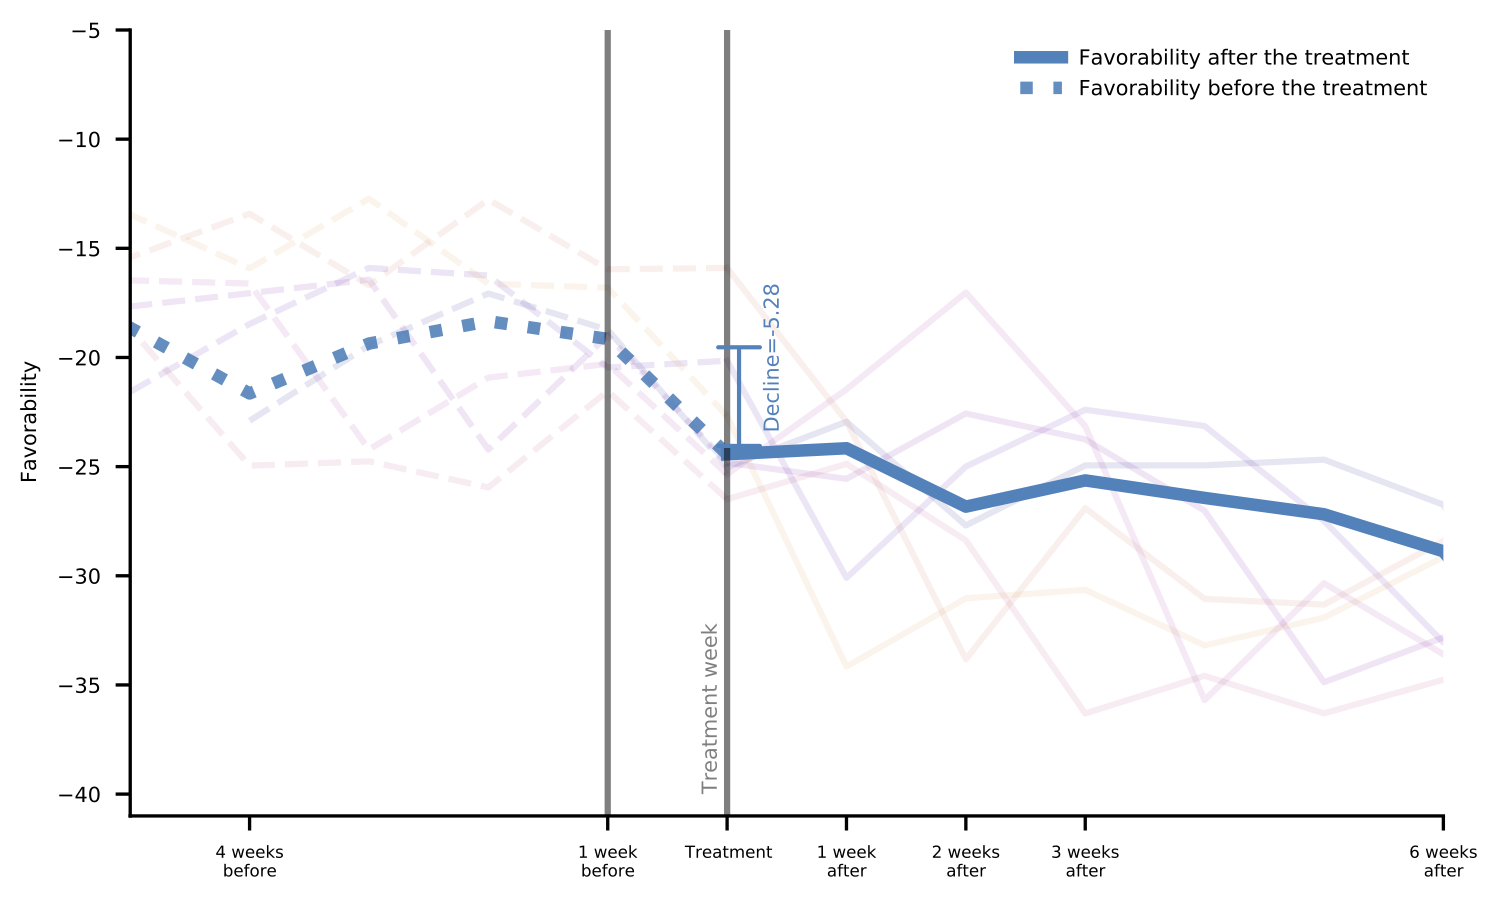 −5
−10
−15
−20
−25
−30
−35
−40
Favorability
Favorability after the treatment
Favorability before the treatment
Decline=-5.28
Treatment week
4 weeks
before
1 week
before
Treatment
1 week
after
2 weeks
after
3 weeks
after
6 weeks
after